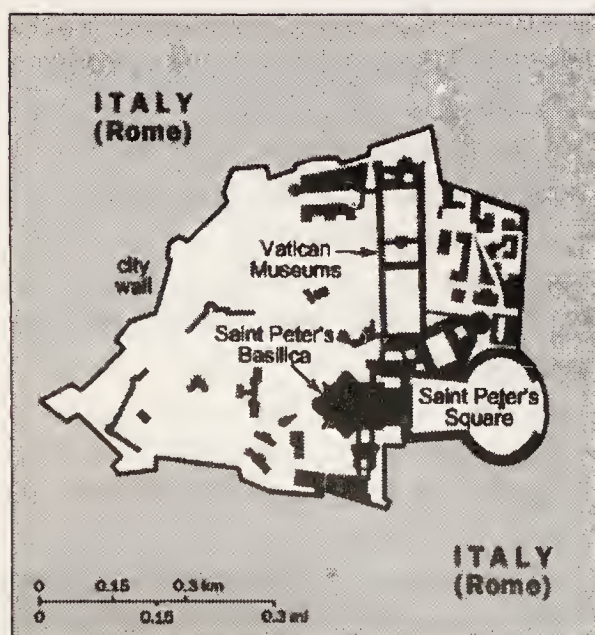 ITALY
(Rome)
Vatican
Museums
city
wall
Saint Peter's
Basilica
Saint Peter's
Square
ITALY
(Rome)
0 0.15 0.3 km
0 0.15 0.3 mi